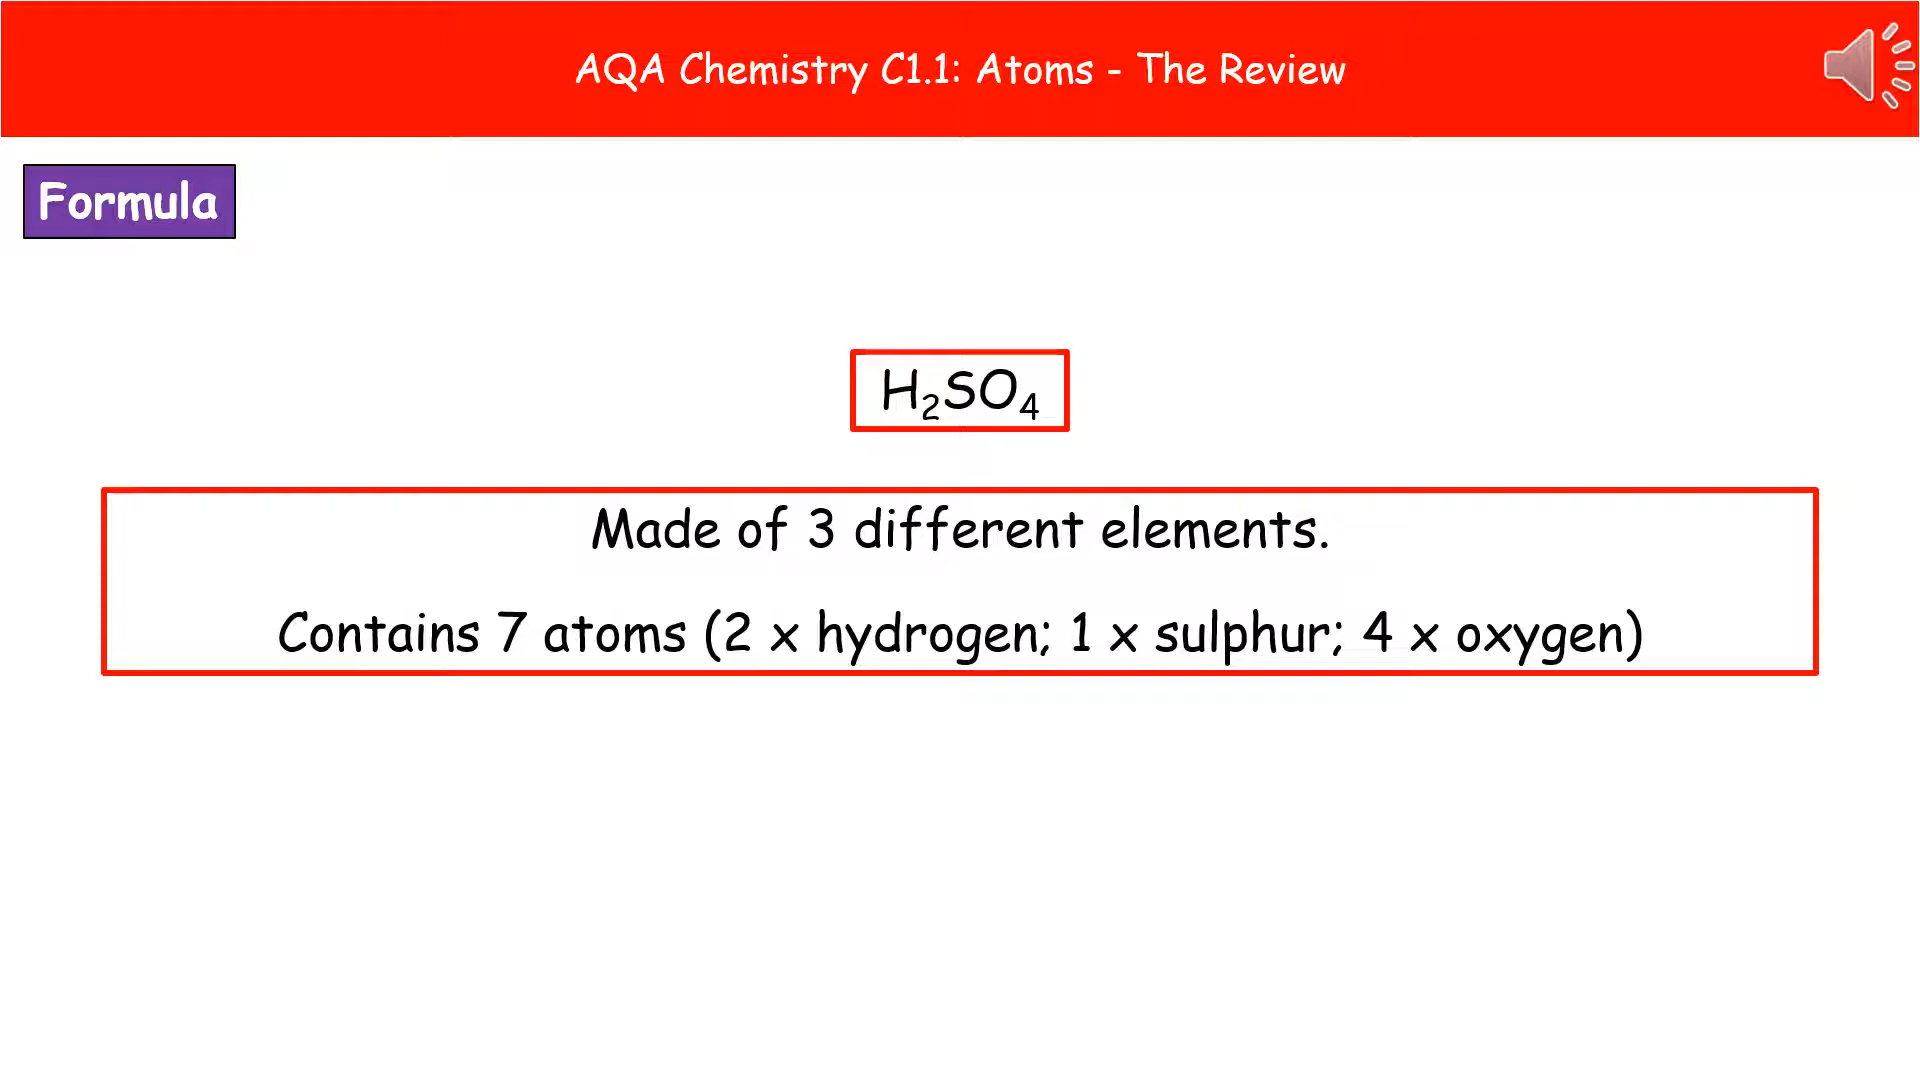 AQA Chemistry C1.1: Atoms - The Review
Formula
H₂SO₄
Made of 3 different elements.
Contains 7 atoms (2 x hydrogen; 1 x sulphur; 4 x oxygen)